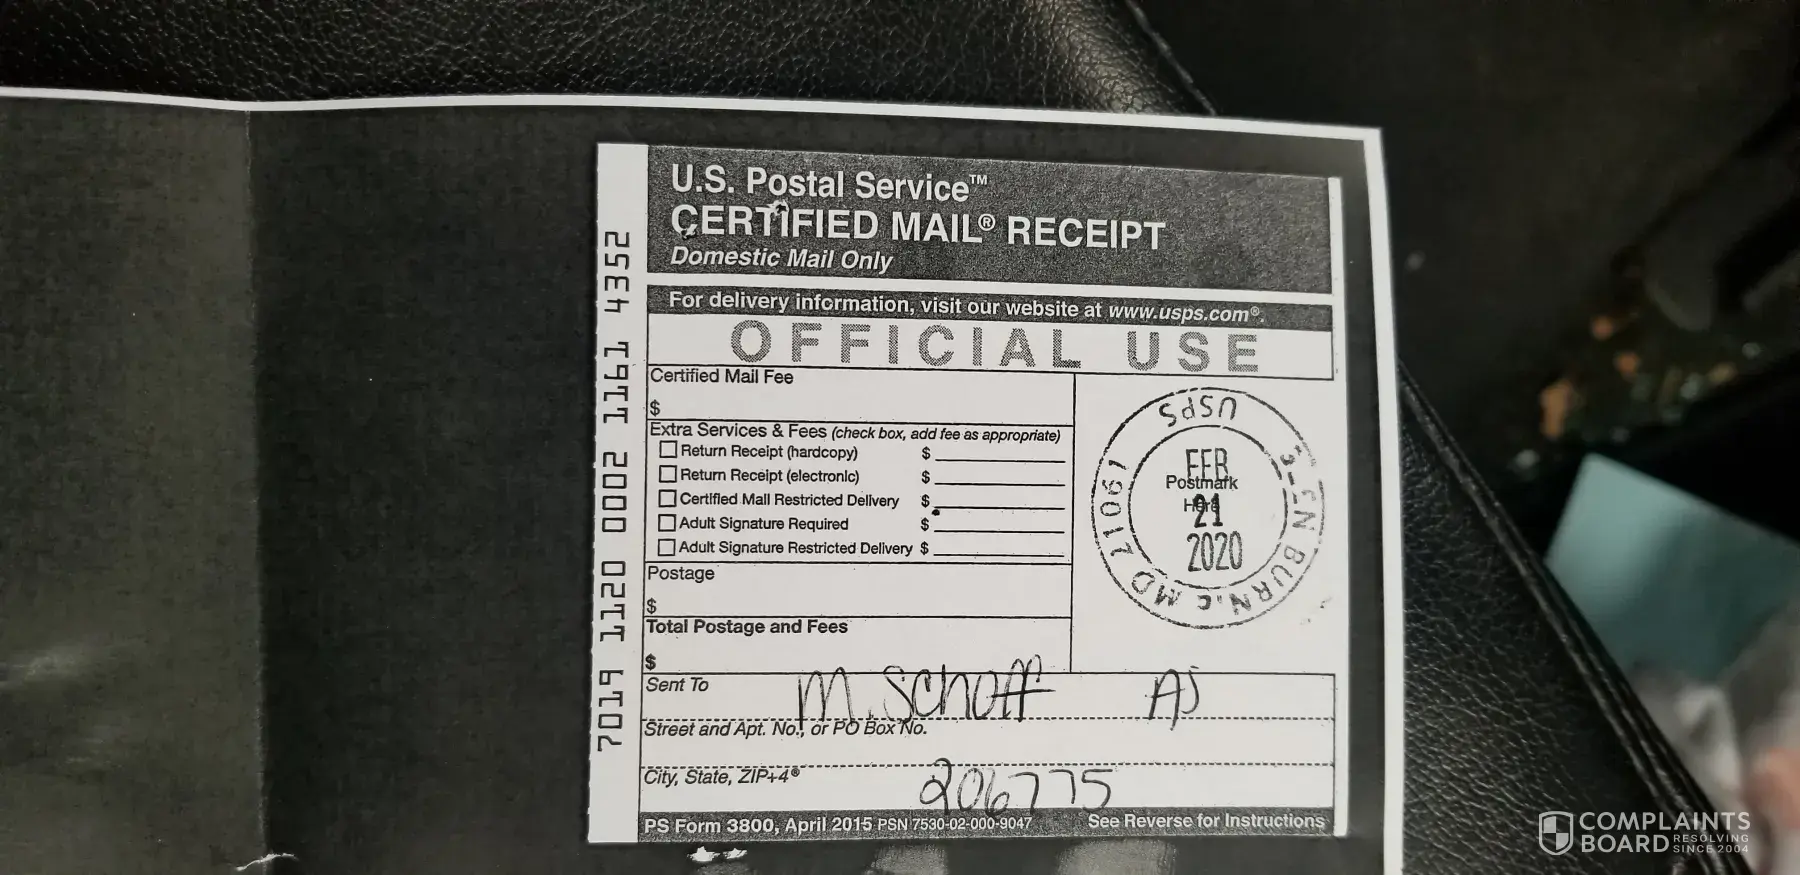 U.S. Postal Service™
CERTIFIED MAIL® RECEIPT
Domestic Mail Only
For delivery information, visit our website at www.usps.com®.
OFFICIAL USE
7019 1120 0002 1161 4352
Certified Mail Fee
$
Extra Services & Fees (check box, add fee as appropriate)
Return Receipt (hardcopy) $
Return Receipt (electronic) $
Certified Mail Restricted Delivery $
Adult Signature Required $
Adult Signature Restricted Delivery $
Postage
$
Total Postage and Fees
$
USPS
MD 21061
Postmark
Here
FEB
21
2020
Sent To
M. Schoff AJ
Street and Apt. No., or PO Box No.
City, State, ZIP+4®
206775
PS Form 3800, April 2015 PSN 7530-02-000-9047 See Reverse for Instructions
COMPLAINTS
BOARD RESOLVING
SINCE 2004